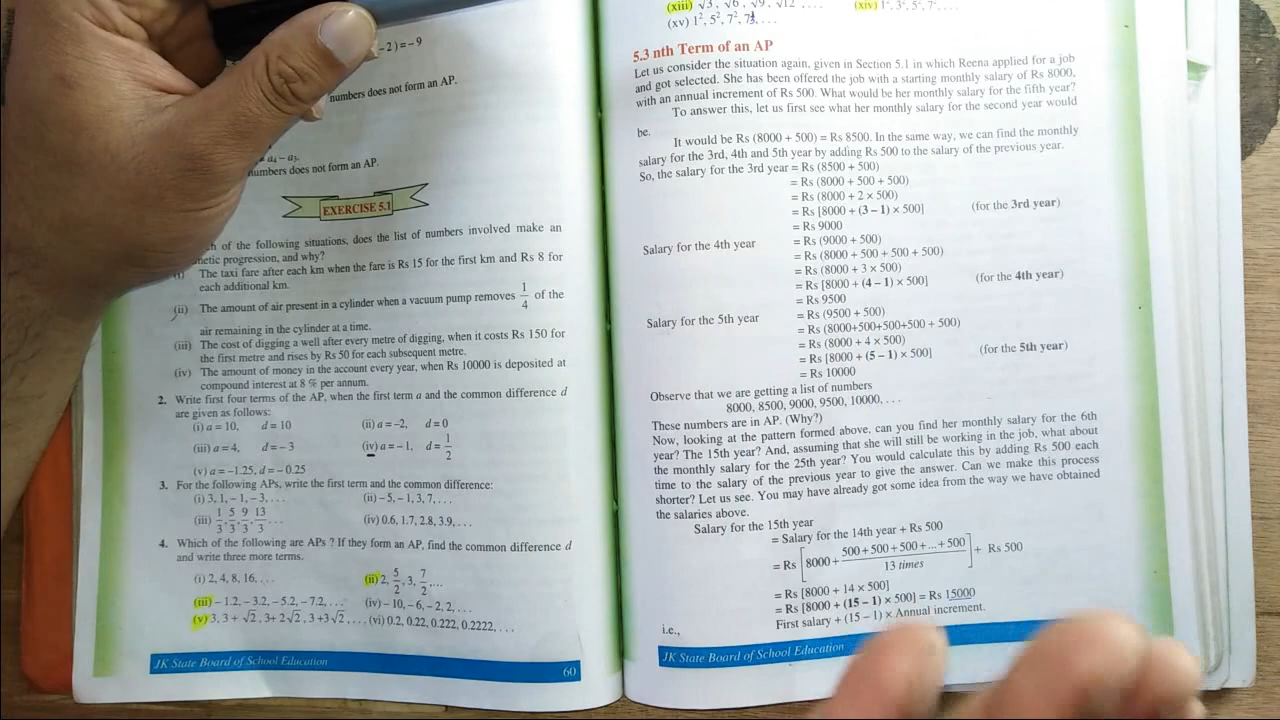 -2)=-9
numbers does not form an AP.
a₄ – a₃.
numbers does not form an AP.
EXERCISE 5.1
of the following situations, does the list of numbers involved make an
progression, and why?
The taxi fare after each km when the fare is Rs 15 for the first km and Rs 8 for
each additional km.
(ii) The amount of air present in a cylinder when a vacuum pump removes 1/4 of the
air remaining in the cylinder at a time.
(iii) The cost of digging a well after every metre of digging, when it costs Rs 150 for
the first metre and rises by Rs 50 for each subsequent metre.
(iv) The amount of money in the account every year, when Rs 10000 is deposited at
compound interest at 8 % per annum.
2. Write first four terms of the AP, when the first term a and the common difference d
are given as follows:
(i) a = 10, d = 10 (ii) a = -2, d = 0
(iii) a = 4, d = – 3 (iv) a = – 1, d = 1/2
(v) a = –1.25, d = – 0.25
3. For the following APs, write the first term and the common difference:
(i) 3, 1, – 1, – 3, . . . (ii) – 5, – 1, 3, 7, . . .
(iii) 1/3, 5/3, 9/3, 13/3 . . . (iv) 0.6, 1.7, 2.8, 3.9, . . .
4. Which of the following are APs ? If they form an AP, find the common difference d
and write three more terms.
(i) 2, 4, 8, 16, . . . (ii) 2, 5/2, 3, 7/2, ...
(iii) – 1.2, – 3.2, – 5.2, – 7.2, . . . (iv) – 10, – 6, – 2, 2, . . .
(v) 3, 3 + √2, 3 + 2√2, 3 + 3√2, . . . (vi) 0.2, 0.22, 0.222, 0.2222, . . .
JK State Board of School Education
60
(xiii) √3, √6, √9, √12 . . . (xiv) 1², 3², 5², 7², . . .
(xv) 1², 5², 7², 73, . . .
5.3 nth Term of an AP
Let us consider the situation again, given in Section 5.1 in which Reena applied for a job
and got selected. She has been offered the job with a starting monthly salary of Rs 8000,
with an annual increment of Rs 500. What would be her monthly salary for the fifth year?
To answer this, let us first see what her monthly salary for the second year would
be.
It would be Rs (8000 + 500) = Rs 8500. In the same way, we can find the monthly
salary for the 3rd, 4th and 5th year by adding Rs 500 to the salary of the previous year.
So, the salary for the 3rd year = Rs (8500 + 500)
= Rs (8000 + 500 + 500)
= Rs (8000 + 2 × 500)
= Rs [8000 + (3 – 1) × 500] (for the 3rd year)
= Rs 9000
Salary for the 4th year = Rs (9000 + 500)
= Rs (8000 + 500 + 500 + 500)
= Rs (8000 + 3 × 500)
= Rs [8000 + (4 – 1) × 500] (for the 4th year)
= Rs 9500
Salary for the 5th year = Rs (9500 + 500)
= Rs (8000+500+500+500 + 500)
= Rs (8000 + 4 × 500)
= Rs [8000 + (5 – 1) × 500] (for the 5th year)
= Rs 10000
Observe that we are getting a list of numbers
8000, 8500, 9000, 9500, 10000, . . .
These numbers are in AP. (Why?)
Now, looking at the pattern formed above, can you find her monthly salary for the 6th
year? The 15th year? And, assuming that she will still be working in the job, what about
the monthly salary for the 25th year? You would calculate this by adding Rs 500 each
time to the salary of the previous year to give the answer. Can we make this process
shorter? Let us see. You may have already got some idea from the way we have obtained
the salaries above.
Salary for the 15th year
= Salary for the 14th year + Rs 500
= Rs [8000 + 500 + 500 + 500 + ... + 500 / 13 times] + Rs 500
= Rs [8000 + 14 × 500]
= Rs [8000 + (15 – 1) × 500] = Rs 15000
i.e., First salary + (15 – 1) × Annual increment.
JK State Board of School Education